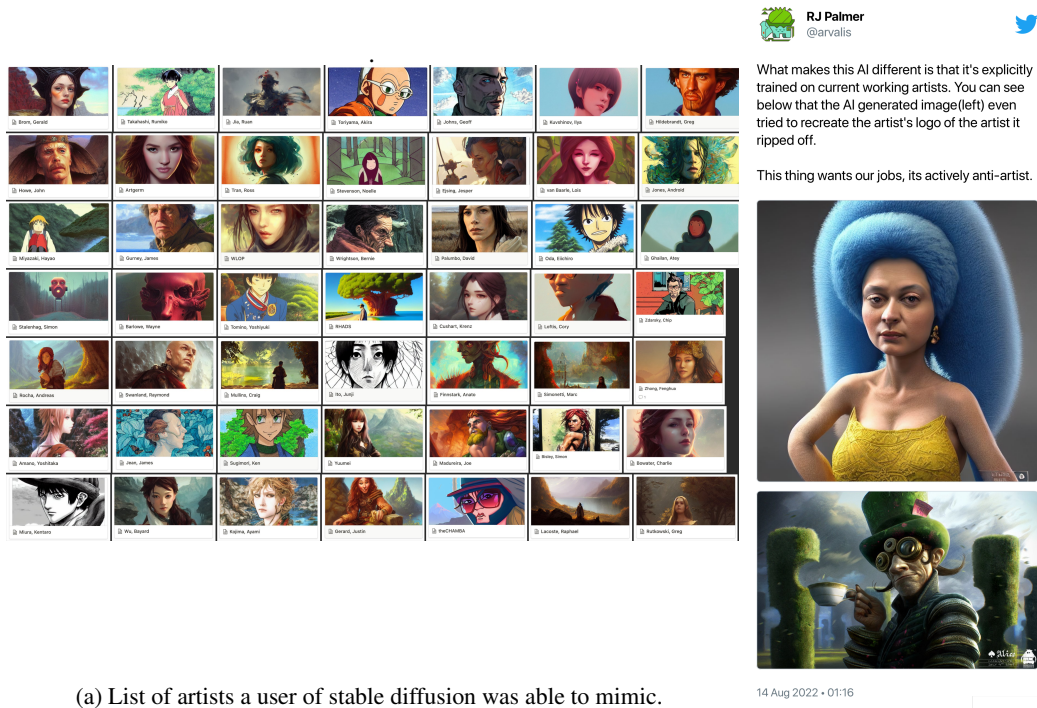 Brom, Gerald
Takahashi, Rumiko
Jia, Ruan
Toriyama, Akira
Johns, Geoff
Kuvshinov, Ilya
Hildebrandt, Greg
Howe, John
Artgerm
Tran, Ross
Stevenson, Noelle
Ejsing, Jesper
van Baarle, Lois
Jones, Android
Miyazaki, Hayao
Gurney, James
WLOP
Wrightson, Bernie
Palumbo, David
Oda, Eiichiro
Ghailan, Atey
Stalenhag, Simon
Barlowe, Wayne
Tomino, Yoshiyuki
RHADS
Cushart, Krenz
Loftis, Cory
Zdarsky, Chip
Rocha, Andreas
Swanland, Raymond
Mullins, Craig
Ito, Junji
Finnstark, Anato
Simonetti, Marc
Zhong, Fenghua
Amano, Yoshitaka
Jean, James
Sugimori, Ken
Yuumei
Madureira, Joe
Bisley, Simon
Bowater, Charlie
Miura, Kentaro
Wu, Bayard
Kojima, Ayami
Gerard, Justin
theCHAMBA
Lacoste, Raphael
Rutkowski, Greg
(a) List of artists a user of stable diffusion was able to mimic.
RJ Palmer
@arvalis
What makes this AI different is that it's explicitly
trained on current working artists. You can see
below that the AI generated image(left) even
tried to recreate the artist's logo of the artist it
ripped off.
This thing wants our jobs, its actively anti-artist.
Alice
14 Aug 2022 • 01:16